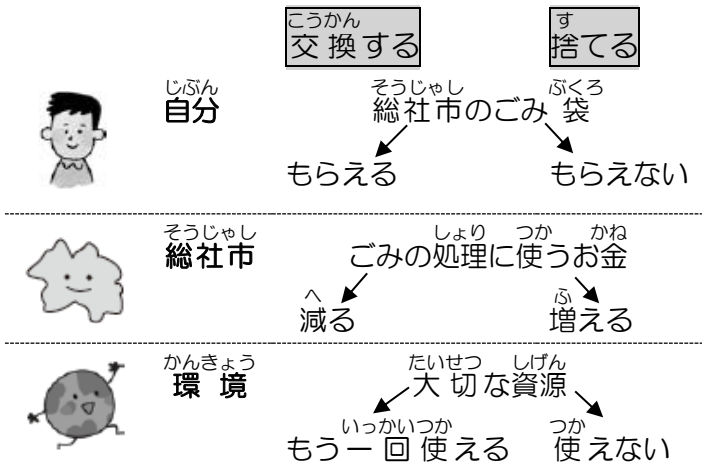 こうかん す
交換する 捨てる
じぶん そうじゃし ぶくろ
自分 総社市のごみ袋
もらえる もらえない
そうじゃし しょり つか かね
総社市 ごみの処理に使うお金
へ ふ
減る 増える
かんきょう たいせつ しげん
環境 大切な資源
いっかいつか つか
もう一回使える 使えない